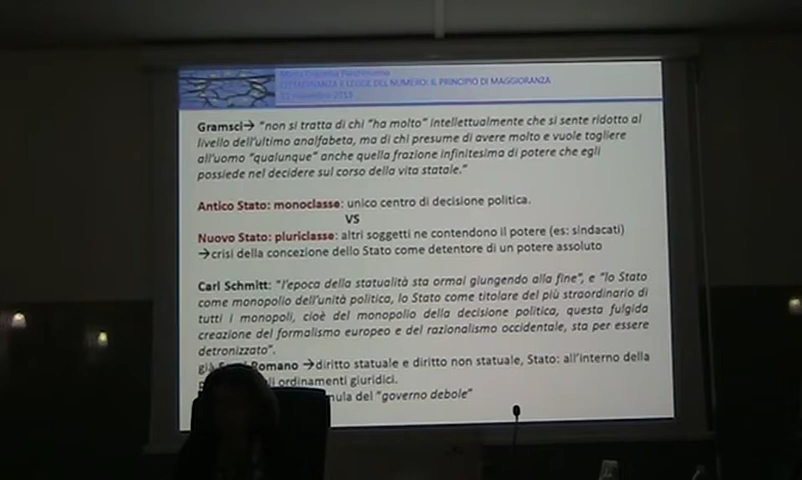 CITTADINANZA E LEGGE DEL NUMERO: IL PRINCIPIO DI MAGGIORANZA
Gramsci→ "non si tratta di chi "ha molto" intellettualmente che si sente ridotto al
livello dell'ultimo analfabeta, ma di chi presume di avere molto e vuole togliere
all'uomo "qualunque" anche quella frazione infinitesima di potere che egli
possiede nel decidere sul corso della vita statale."
Antico Stato: monoclasse: unico centro di decisione politica.
VS
Nuovo Stato: pluriclasse: altri soggetti ne contendono il potere (es: sindacati)
→crisi della concezione dello Stato come detentore di un potere assoluto
Carl Schmitt: "l'epoca della statualità sta ormai giungendo alla fine", e "lo Stato
come monopolio dell'unità politica, lo Stato come titolare del più straordinario di
tutti i monopoli, cioè del monopolio della decisione politica, questa fulgida
creazione del formalismo europeo e del razionalismo occidentale, sta per essere
detronizzato".
già Romano →diritto statuale e diritto non statuale, Stato: all'interno della
ordinamenti giuridici.
del "governo debole"